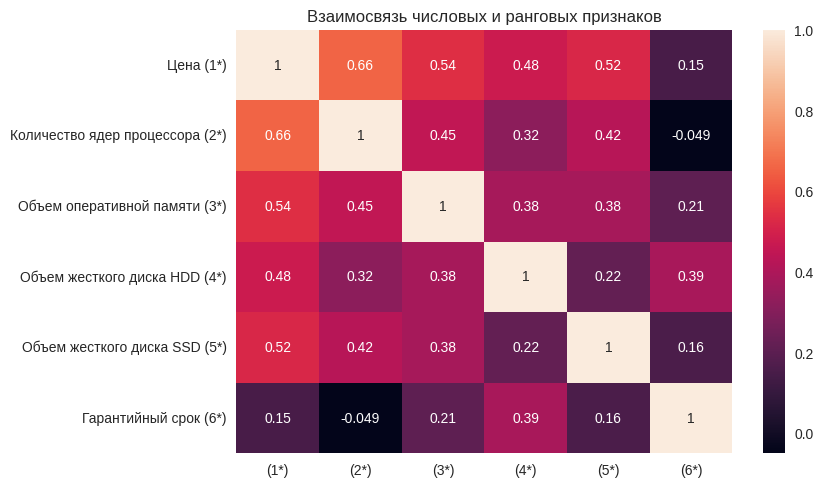 Взаимосвязь числовых и ранговых признаков
Цена (1*) 1 0.66 0.54 0.48 0.52 0.15
Количество ядер процессора (2*) 0.66 1 0.45 0.32 0.42 -0.049
Объем оперативной памяти (3*) 0.54 0.45 1 0.38 0.38 0.21
Объем жесткого диска HDD (4*) 0.48 0.32 0.38 1 0.22 0.39
Объем жесткого диска SSD (5*) 0.52 0.42 0.38 0.22 1 0.16
Гарантийный срок (6*) 0.15 -0.049 0.21 0.39 0.16 1
(1*) (2*) (3*) (4*) (5*) (6*)
1.0
0.8
0.6
0.4
0.2
0.0